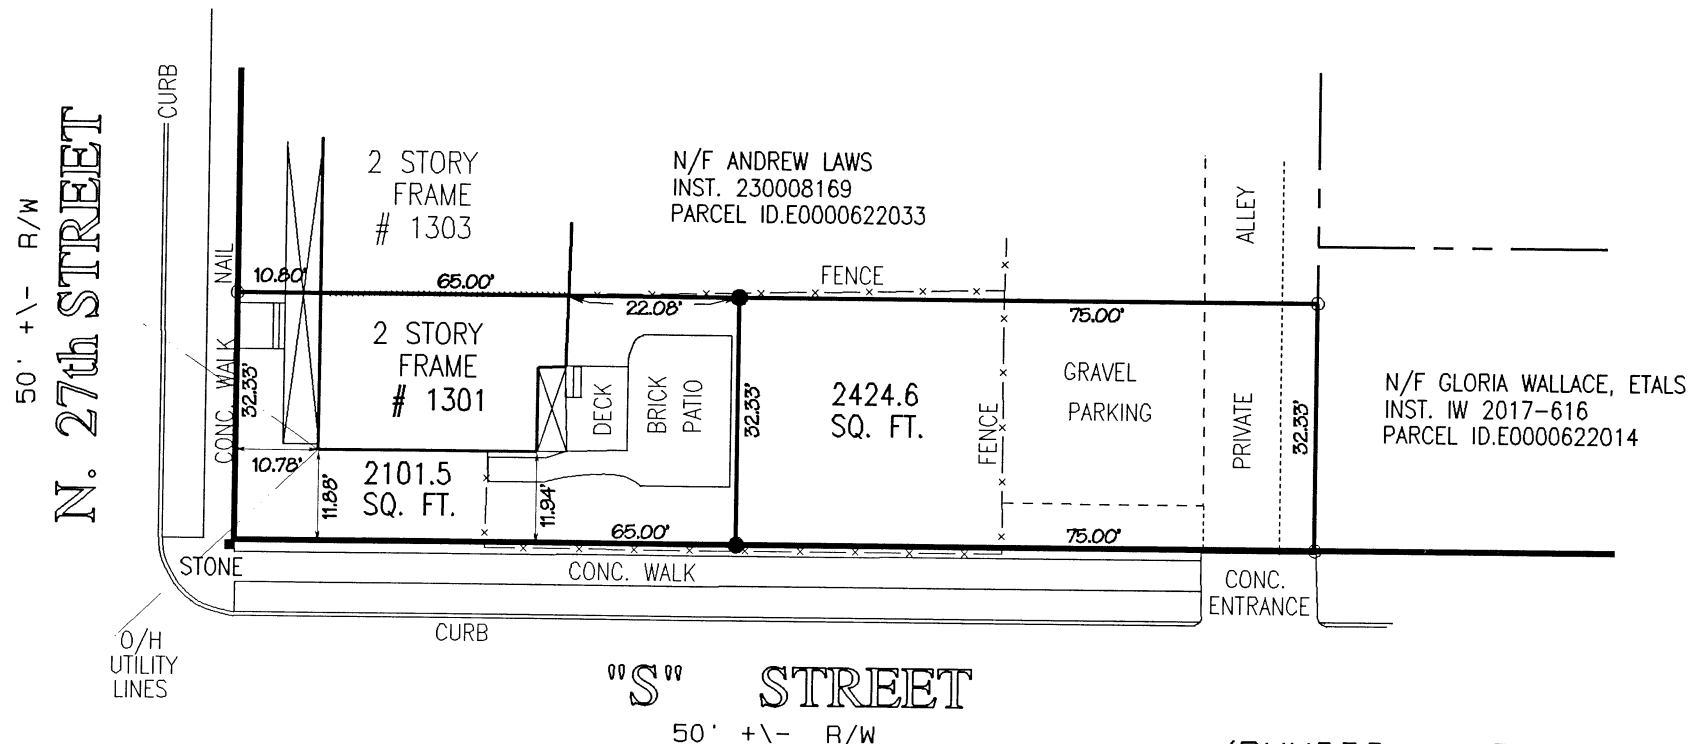 CURB
N. 27th STREET
50' +\- R/W
NAIL
CONC. WALK
2 STORY
FRAME
# 1303
N/F ANDREW LAWS
INST. 230008169
PARCEL ID.E0000622033
ALLEY
10.80'
65.00'
FENCE
22.08'
75.00'
2 STORY
FRAME
# 1301
32.33'
DECK
BRICK
PATIO
32.33'
2424.6
SQ. FT.
FENCE
GRAVEL
PARKING
PRIVATE
32.33'
N/F GLORIA WALLACE, ETALS
INST. IW 2017-616
PARCEL ID.E0000622014
10.78'
11.88'
2101.5
SQ. FT.
11.94'
65.00'
75.00'
STONE
CONC. WALK
CONC.
ENTRANCE
CURB
O/H
UTILITY
LINES
"S" STREET
50' +\- R/W